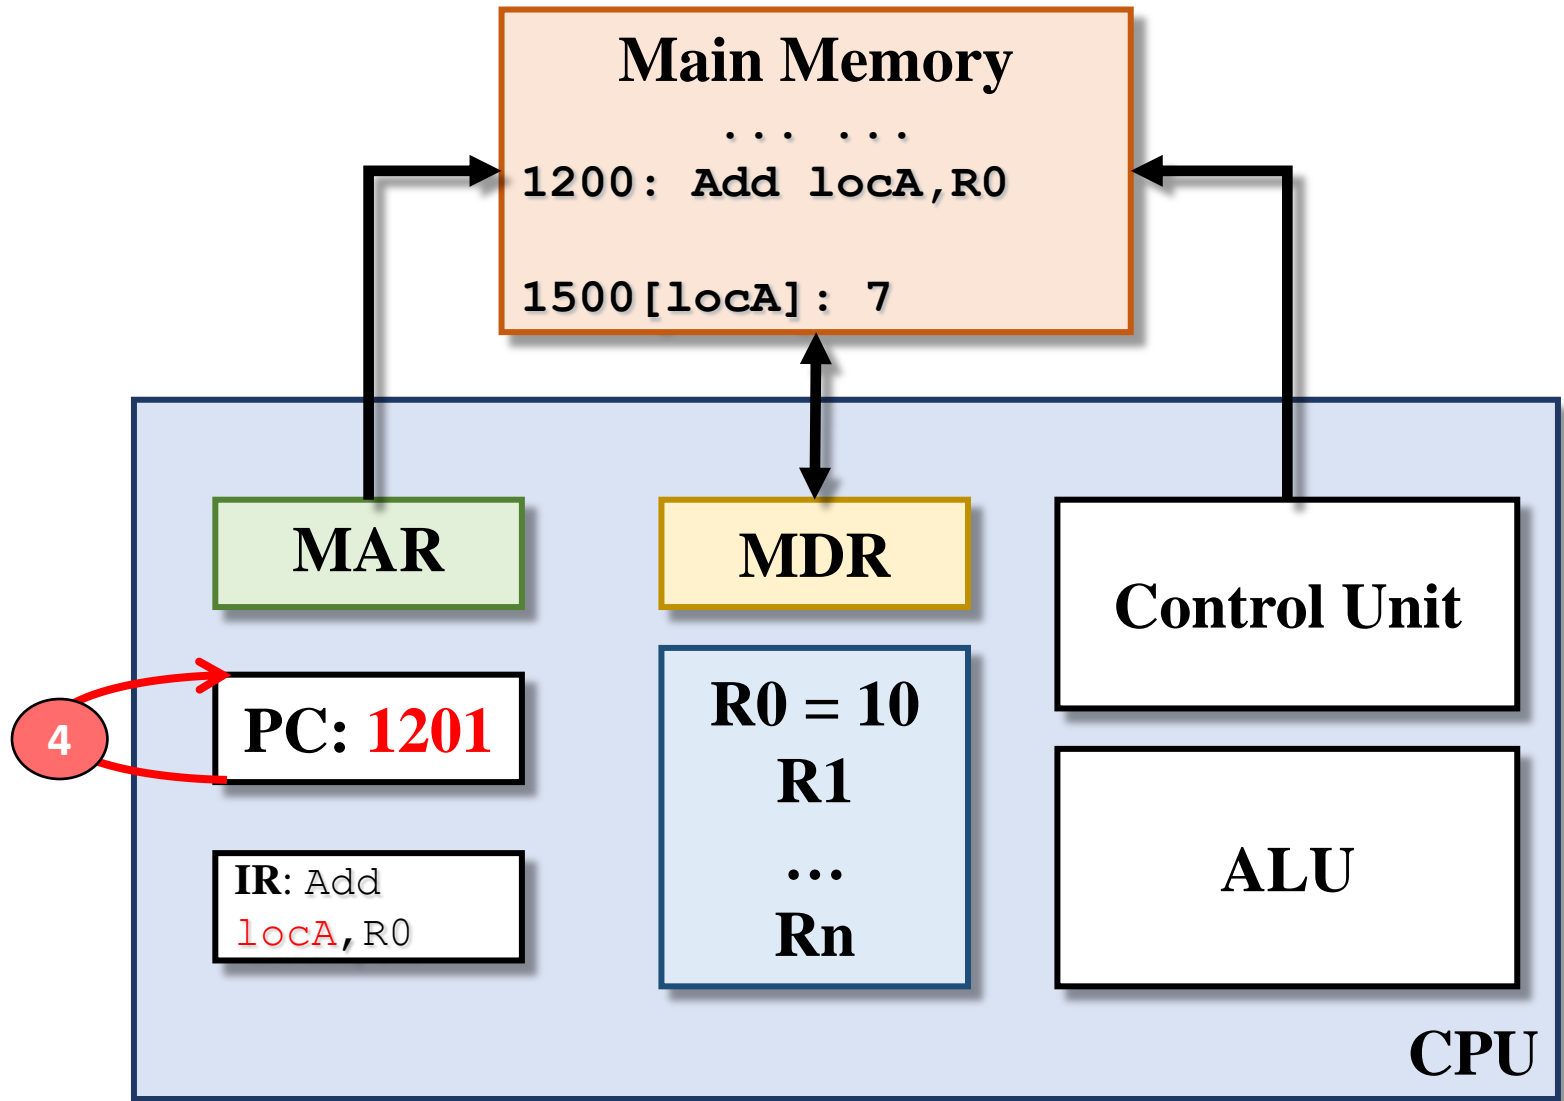 Main Memory
... ...
1200: Add locA,R0
1500[locA]: 7
MAR
MDR
Control Unit
4
PC: 1201
R0 = 10
R1
…
Rn
IR: Add
locA,R0
ALU
CPU